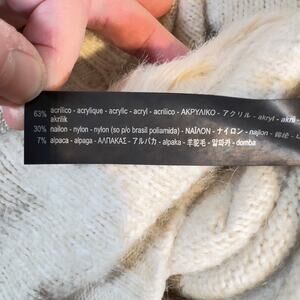 63% acrílico - acrylique - acrylic - acryl - acrilico - ΑΚΡΥΛΙΚΟ - アクリル - akryl - akril
akrilik
30% nailon - nylon - nylon (so p/o brasil poliamida) - ΝΑΪΛΟΝ - ナイロン - najlon
7% alpaca - alpaga - ΑΛΠΑΚΑΣ - アルパカ - alpaka - 羊驼毛 - 알파카 - domba